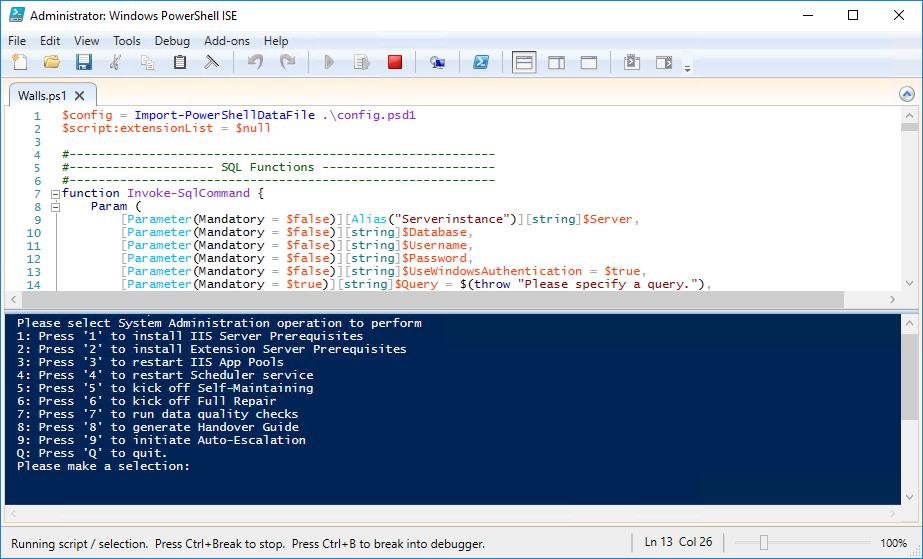 Administrator: Windows PowerShell ISE
File Edit View Tools Debug Add-ons Help
Walls.ps1
1 $config = Import-PowerShellDataFile .\config.psd1
2 $script:extensionList = $null
3
4 #-----------------------------------------------------------
5 #-------------------- SQL Functions ------------------------
6 #-----------------------------------------------------------
7 function Invoke-SqlCommand {
8 Param (
9 [Parameter(Mandatory = $false)][Alias("Serverinstance")][string]$Server,
10 [Parameter(Mandatory = $false)][string]$Database,
11 [Parameter(Mandatory = $false)][string]$Username,
12 [Parameter(Mandatory = $false)][string]$Password,
13 [Parameter(Mandatory = $false)][string]$UseWindowsAuthentication = $true,
14 [Parameter(Mandatory = $true)][string]$Query = $(throw "Please specify a query."),
Please select System Administration operation to perform
1: Press '1' to install IIS Server Prerequisites
2: Press '2' to install Extension Server Prerequisites
3: Press '3' to restart IIS App Pools
4: Press '4' to restart Scheduler service
5: Press '5' to kick off Self-Maintaining
6: Press '6' to kick off Full Repair
7: Press '7' to run data quality checks
8: Press '8' to generate Handover Guide
9: Press '9' to initiate Auto-Escalation
Q: Press 'Q' to quit.
Please make a selection:
Running script / selection. Press Ctrl+Break to stop. Press Ctrl+B to break into debugger.
Ln 13 Col 26
100%